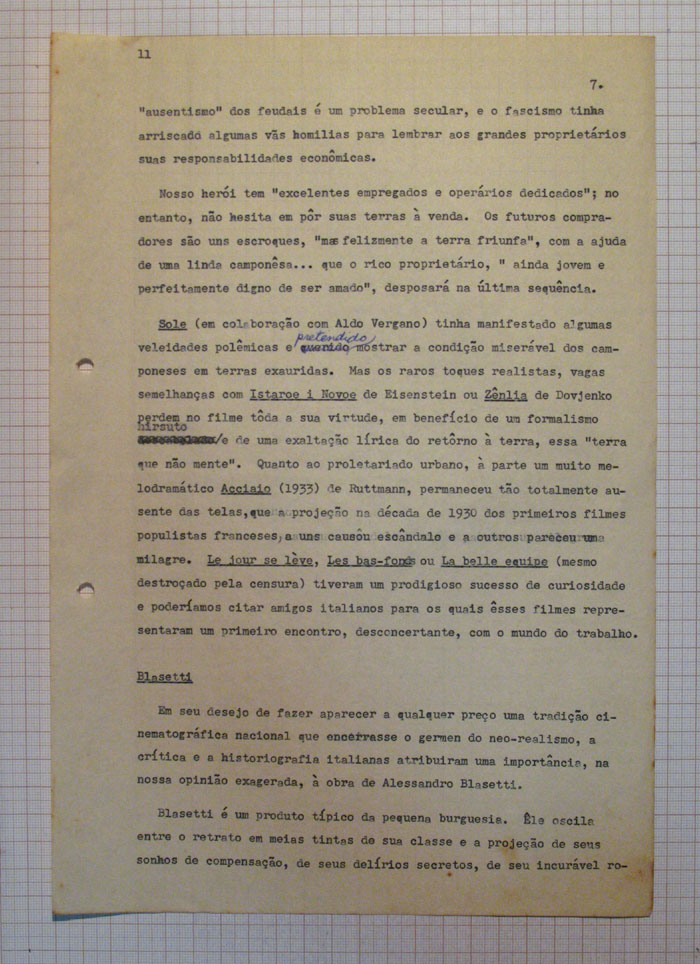 11
7.
"ausentismo" dos feudais é um problema secular, e o fascismo tinha
arriscado algumas vãs homilias para lembrar aos grandes proprietários
suas responsabilidades econômicas.
Nosso herói tem "excelentes empregados e operários dedicados"; no
entanto, não hesita em pôr suas terras à venda. Os futuros compra-
dores são uns escroques, "mas felizmente a terra friunfa", com a ajuda
de uma linda camponêsa... que o rico proprietário, " ainda jovem e
perfeitamente digno de ser amado", desposará na última sequência.
Sole (em colaboração com Aldo Vergano) tinha manifestado algumas
pretendido
veleidades polêmicas e querido mostrar a condição miserável dos cam-
poneses em terras exauridas. Mas os raros toques realistas, vagas
semelhanças com Istaroe i Novoe de Eisenstein ou Zênlia de Dovjenko
perdem no filme tôda a sua virtude, em benefício de um formalismo
hirsuto
/e de uma exaltação lírica do retôrno à terra, essa "terra
que não mente". Quanto ao proletariado urbano, à parte um muito me-
lodramático Acciaio (1933) de Ruttmann, permaneceu tão totalmente au-
sente das telas, que a projeção na década de 1930 dos primeiros filmes
populistas franceses, a uns causou escândalo e a outros pareceu uma
milagre. Le jour se lève, Les bas-fonds ou La belle equipe (mesmo
destroçado pela censura) tiveram um prodigioso sucesso de curiosidade
e poderíamos citar amigos italianos para os quais êsses filmes repre-
sentaram um primeiro encontro, desconcertante, com o mundo do trabalho.
Blasetti
Em seu desejo de fazer aparecer a qualquer preço uma tradição ci-
nematográfica nacional que encerrasse o germen do neo-realismo, a
crítica e a historiografia italianas atribuiram uma importância, na
nossa opinião exagerada, à obra de Alessandro Blasetti.
Blasetti é um produto típico da pequena burguesia. Êle oscila
entre o retrato em meias tintas de sua classe e a projeção de seus
sonhos de compensação, de seus delírios secretos, de seu incurável ro-